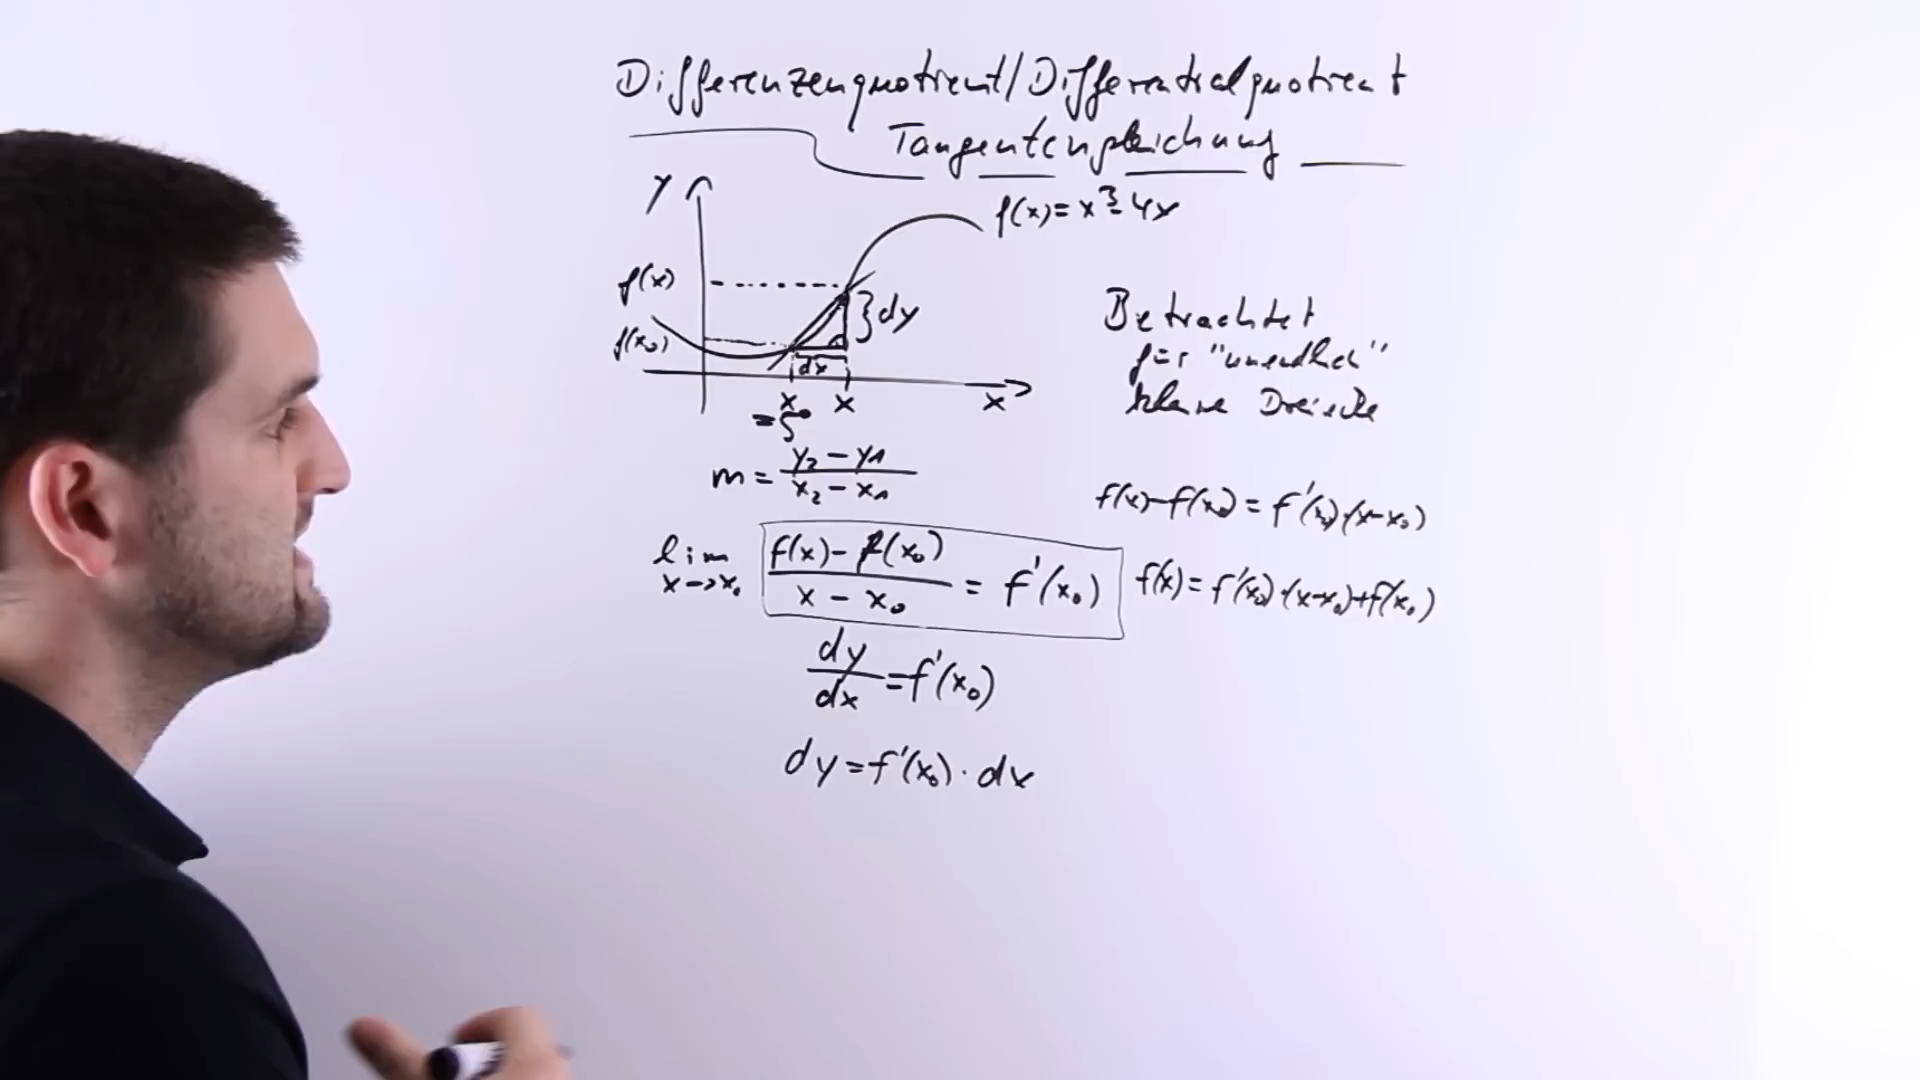 Differenzenquotient/Differentialquotient
Tangentengleichung
y
f(x)=x³-4x
f(x)
f(x₀)
dy
dx
x₀ x x
=5
Betrachtet
für "unendlich"
kleine Dreiecke
m = (y₂ - y₁)/(x₂ - x₁)
f(x)-f(x₀) = f'(x₀)·(x-x₀)
lim x->x₀ (f(x) - f(x₀))/(x - x₀) = f'(x₀)
f(x) = f'(x₀)·(x-x₀)+f(x₀)
dy/dx = f'(x₀)
dy = f'(x₀) · dx